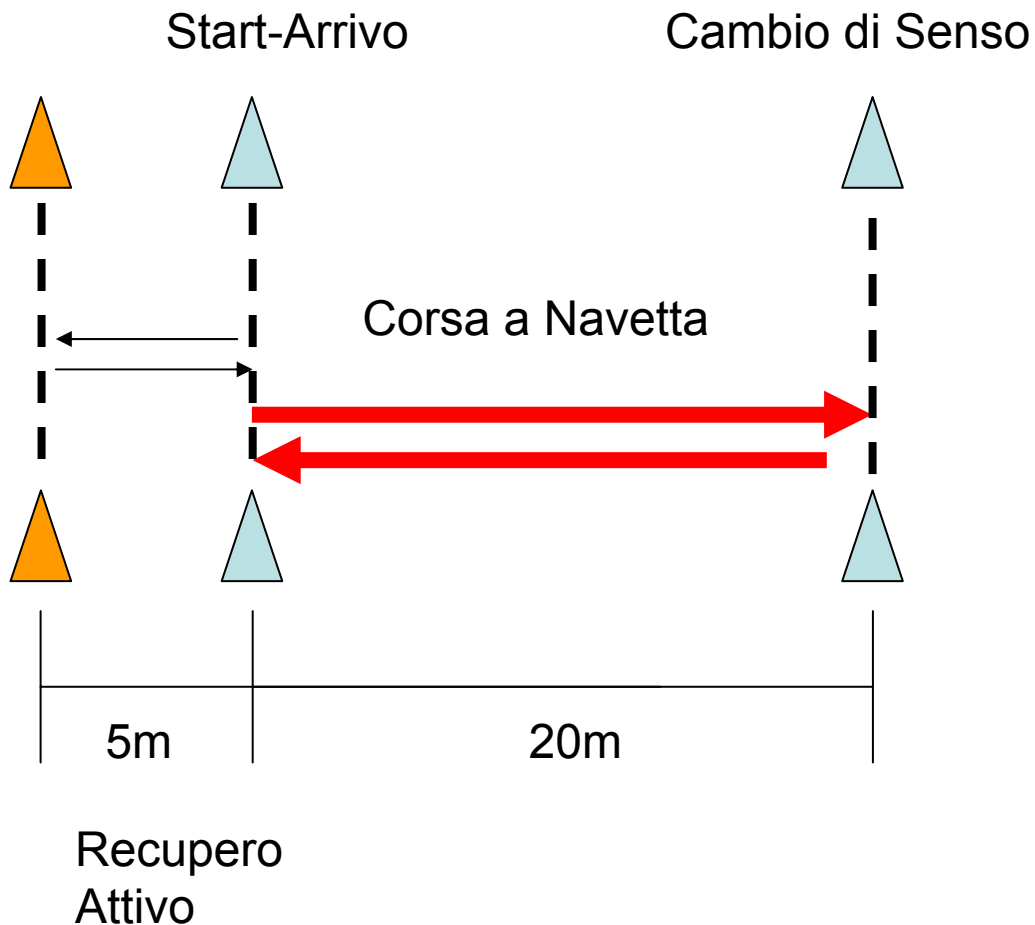 Start-Arrivo
Cambio di Senso
Corsa a Navetta
5m
20m
Recupero
Attivo